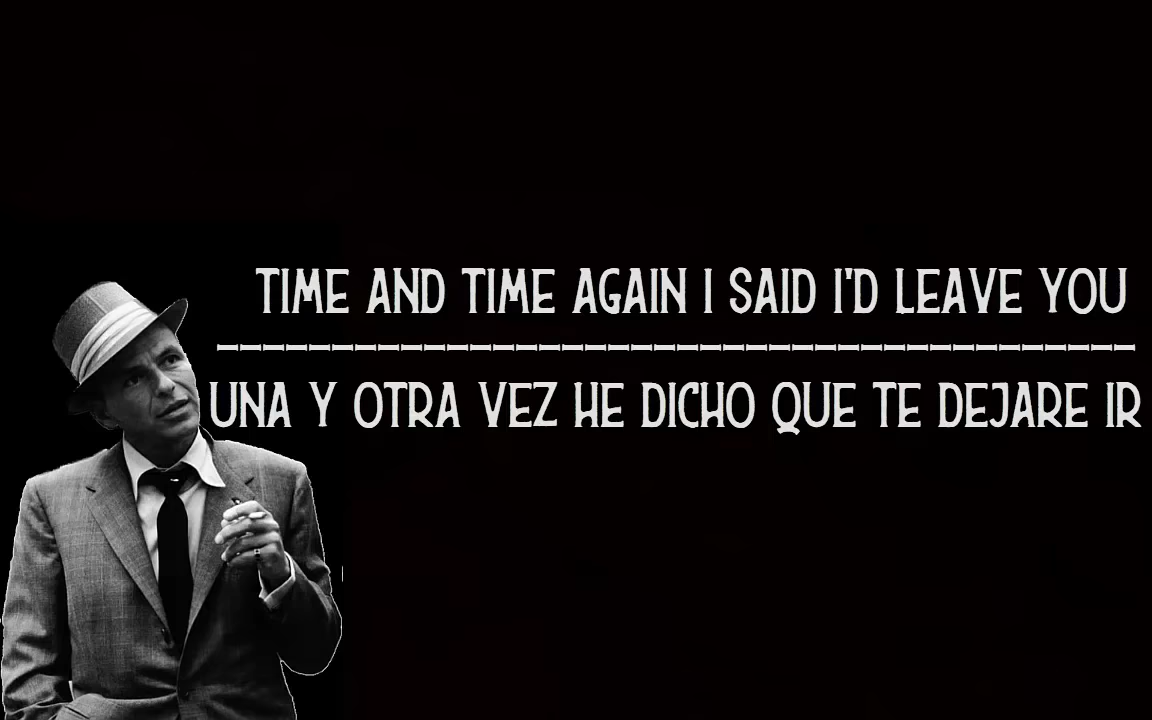 TIME AND TIME AGAIN I SAID I'D LEAVE YOU
UNA Y OTRA VEZ HE DICHO QUE TE DEJARE IR